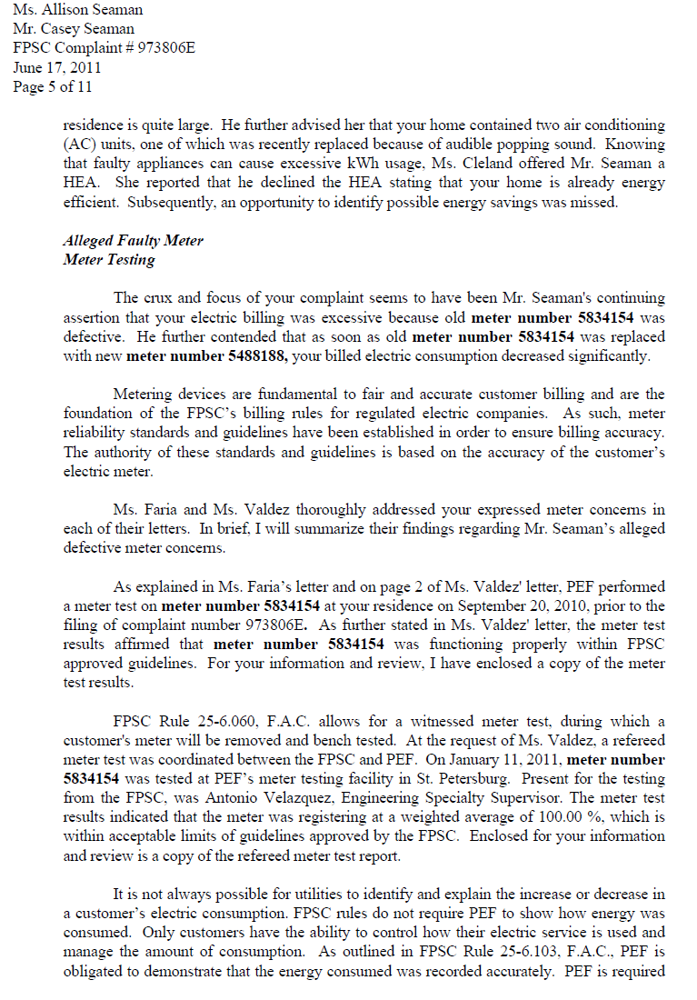 Ms. Allison Seaman
Mr. Casey Seaman
FPSC Complaint # 973806E
June 17, 2011
Page 5 of 11
residence is quite large.  He further advised her that your home contained two air conditioning
(AC) units, one of which was recently replaced because of audible popping sound.  Knowing
that faulty appliances can cause excessive kWh usage, Ms. Cleland offered Mr. Seaman a
HEA.  She reported that he declined the HEA stating that your home is already energy
efficient.  Subsequently, an opportunity to identify possible energy savings was missed.
Alleged Faulty Meter
Meter Testing
The crux and focus of your complaint seems to have been Mr. Seaman's continuing
assertion that your electric billing was excessive because old meter number 5834154 was
defective.  He further contended that as soon as old meter number 5834154 was replaced
with new meter number 5488188, your billed electric consumption decreased significantly.
Metering devices are fundamental to fair and accurate customer billing and are the
foundation of the FPSC’s billing rules for regulated electric companies.  As such, meter
reliability standards and guidelines have been established in order to ensure billing accuracy.
The authority of these standards and guidelines is based on the accuracy of the customer’s
electric meter.
Ms. Faria and Ms. Valdez thoroughly addressed your expressed meter concerns in
each of their letters.  In brief, I will summarize their findings regarding Mr. Seaman’s alleged
defective meter concerns.
As explained in Ms. Faria’s letter and on page 2 of Ms. Valdez' letter, PEF performed
a meter test on meter number 5834154 at your residence on September 20, 2010, prior to the
filing of complaint number 973806E.  As further stated in Ms. Valdez' letter, the meter test
results affirmed that meter number 5834154 was functioning properly within FPSC
approved guidelines.  For your information and review, I have enclosed a copy of the meter
test results.
FPSC Rule 25-6.060, F.A.C. allows for a witnessed meter test, during which a
customer's meter will be removed and bench tested.  At the request of Ms. Valdez, a refereed
meter test was coordinated between the FPSC and PEF.  On January 11, 2011, meter number
5834154 was tested at PEF’s meter testing facility in St. Petersburg.  Present for the testing
from the FPSC, was Antonio Velazquez, Engineering Specialty Supervisor. The meter test
results indicated that the meter was registering at a weighted average of 100.00 %, which is
within acceptable limits of guidelines approved by the FPSC.  Enclosed for your information
and review is a copy of the refereed meter test report.
It is not always possible for utilities to identify and explain the increase or decrease in
a customer’s electric consumption. FPSC rules do not require PEF to show how energy was
consumed.  Only customers have the ability to control how their electric service is used and
manage the amount of consumption.  As outlined in FPSC Rule 25-6.103, F.A.C., PEF is
obligated to demonstrate that the energy consumed was recorded accurately.  PEF is required